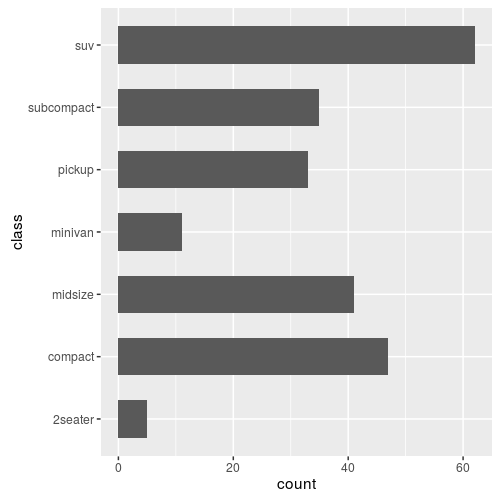 suv
subcompact
pickup
minivan
midsize
compact
2seater
class
0 20 40 60
count